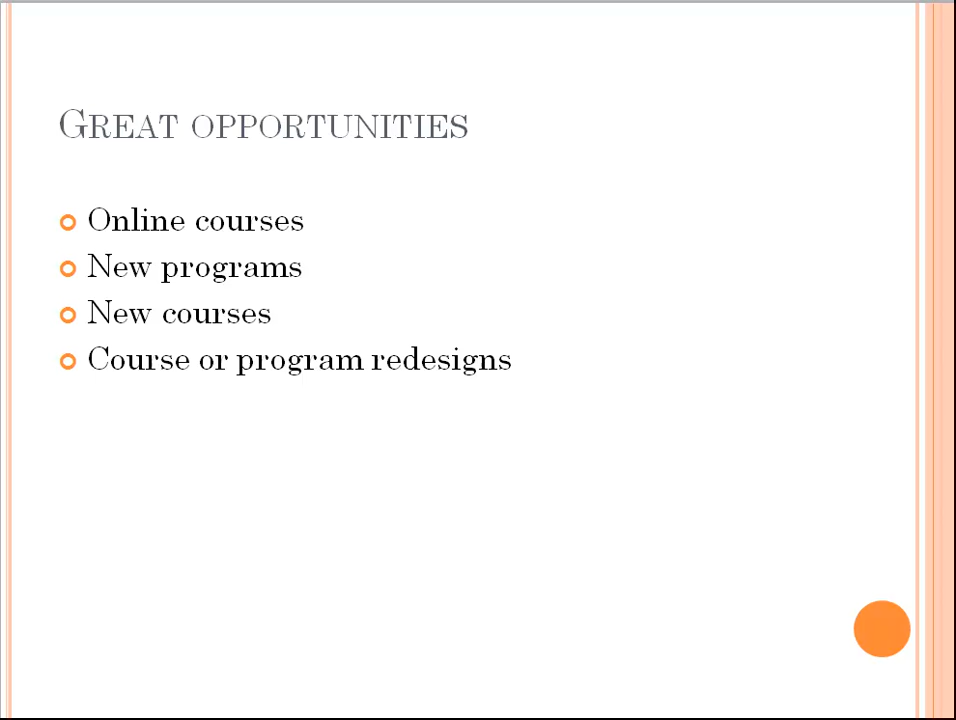 Great opportunities
Online courses
New programs
New courses
Course or program redesigns